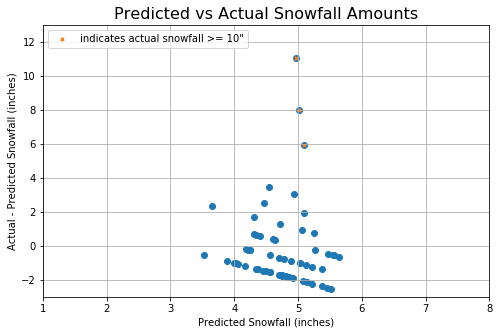 Predicted vs Actual Snowfall Amounts
indicates actual snowfall >= 10"
Actual - Predicted Snowfall (inches)
12
10
8
6
4
2
0
−2
1 2 3 4 5 6 7 8
Predicted Snowfall (inches)